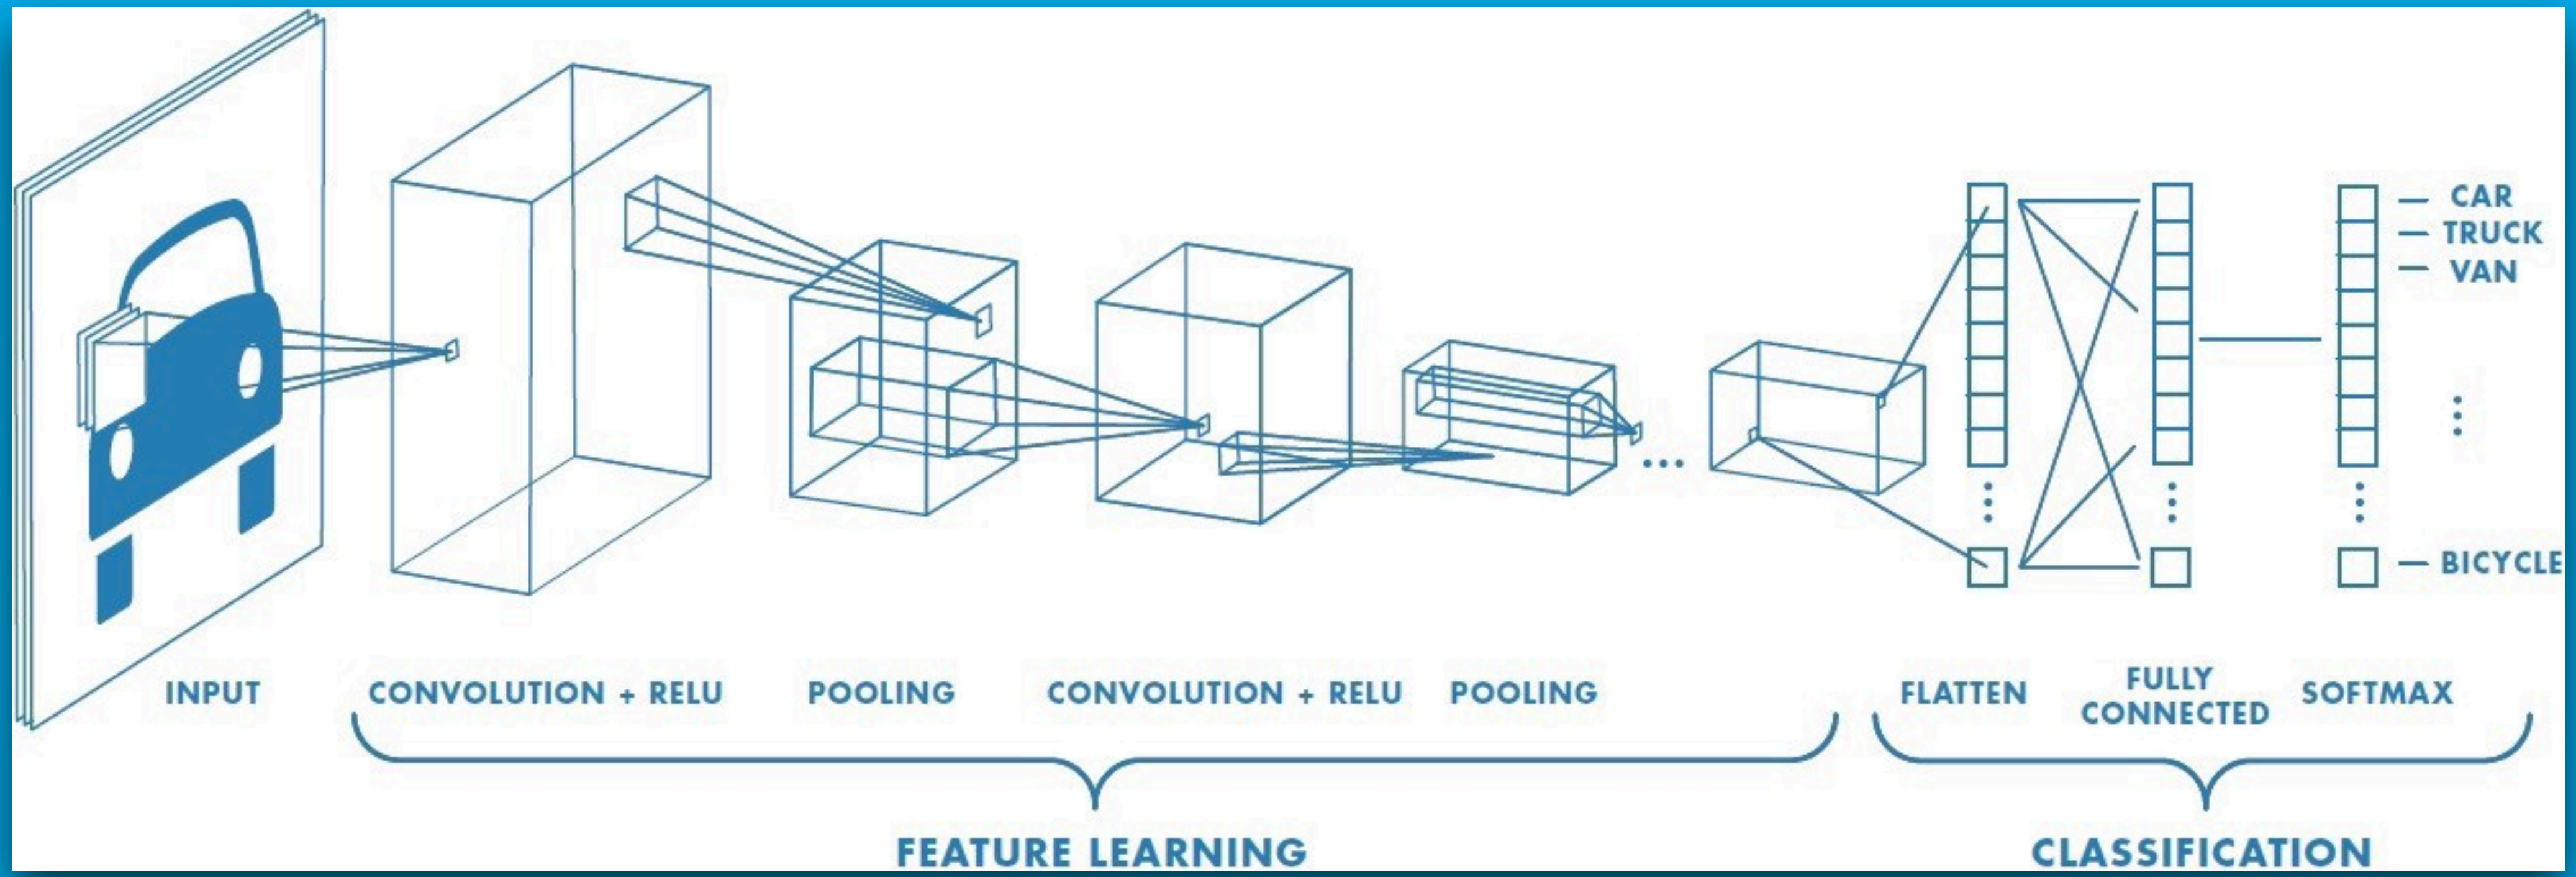 CAR
TRUCK
VAN
BICYCLE
INPUT
CONVOLUTION + RELU
POOLING
CONVOLUTION + RELU
POOLING
FLATTEN
FULLY
CONNECTED
SOFTMAX
FEATURE LEARNING
CLASSIFICATION